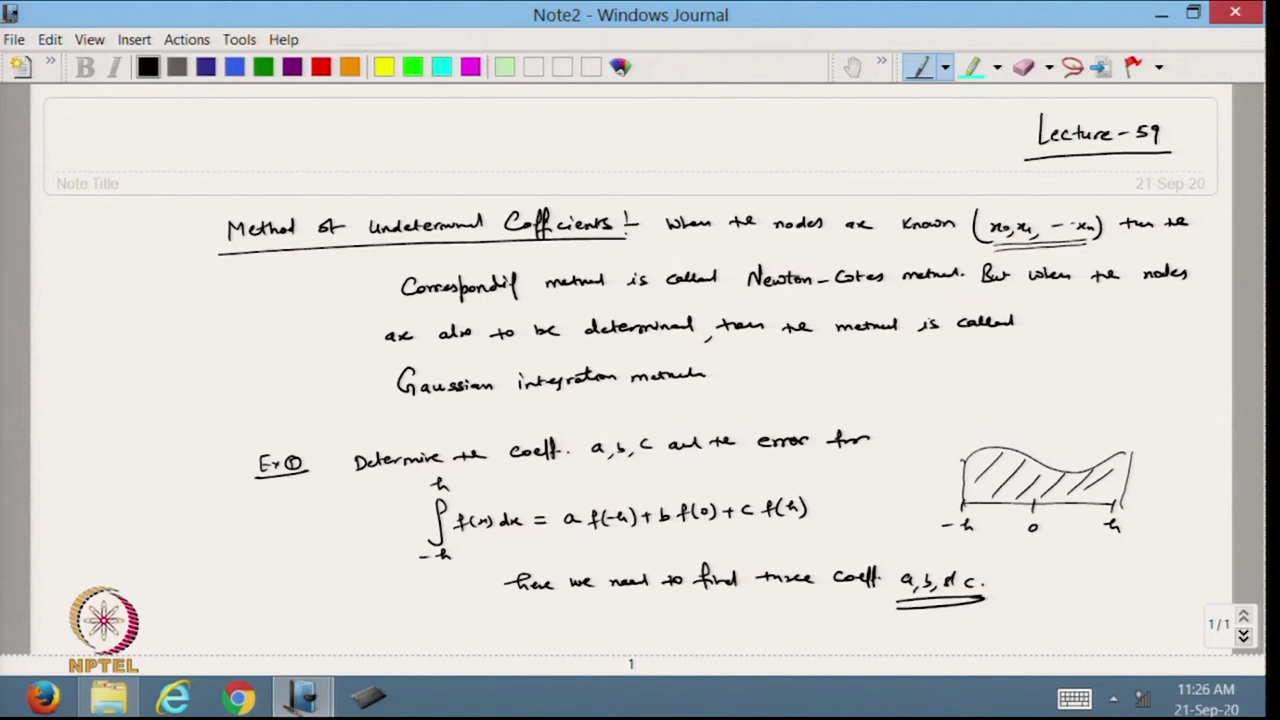 Note2 - Windows Journal
File Edit View Insert Actions Tools Help
Lecture - 59
Note Title
21-Sep-20
Method of Undetermined Cofficients :- When the nodes are known (x0, x1, --- xn) then the
Corresponding method is called Newton-Cotes method. But when the nodes
are also to be determined, then the method is called
Gaussian integration methods
Ex ① Determine the coeff. a, b, c and the error for
∫_{-h}^{h} f(x) dx = a f(-h) + b f(0) + c f(h)
-h 0 h
here we need to find three coeff. a, b, & c.
1/1
NPTEL
1
11:26 AM
21-Sep-20